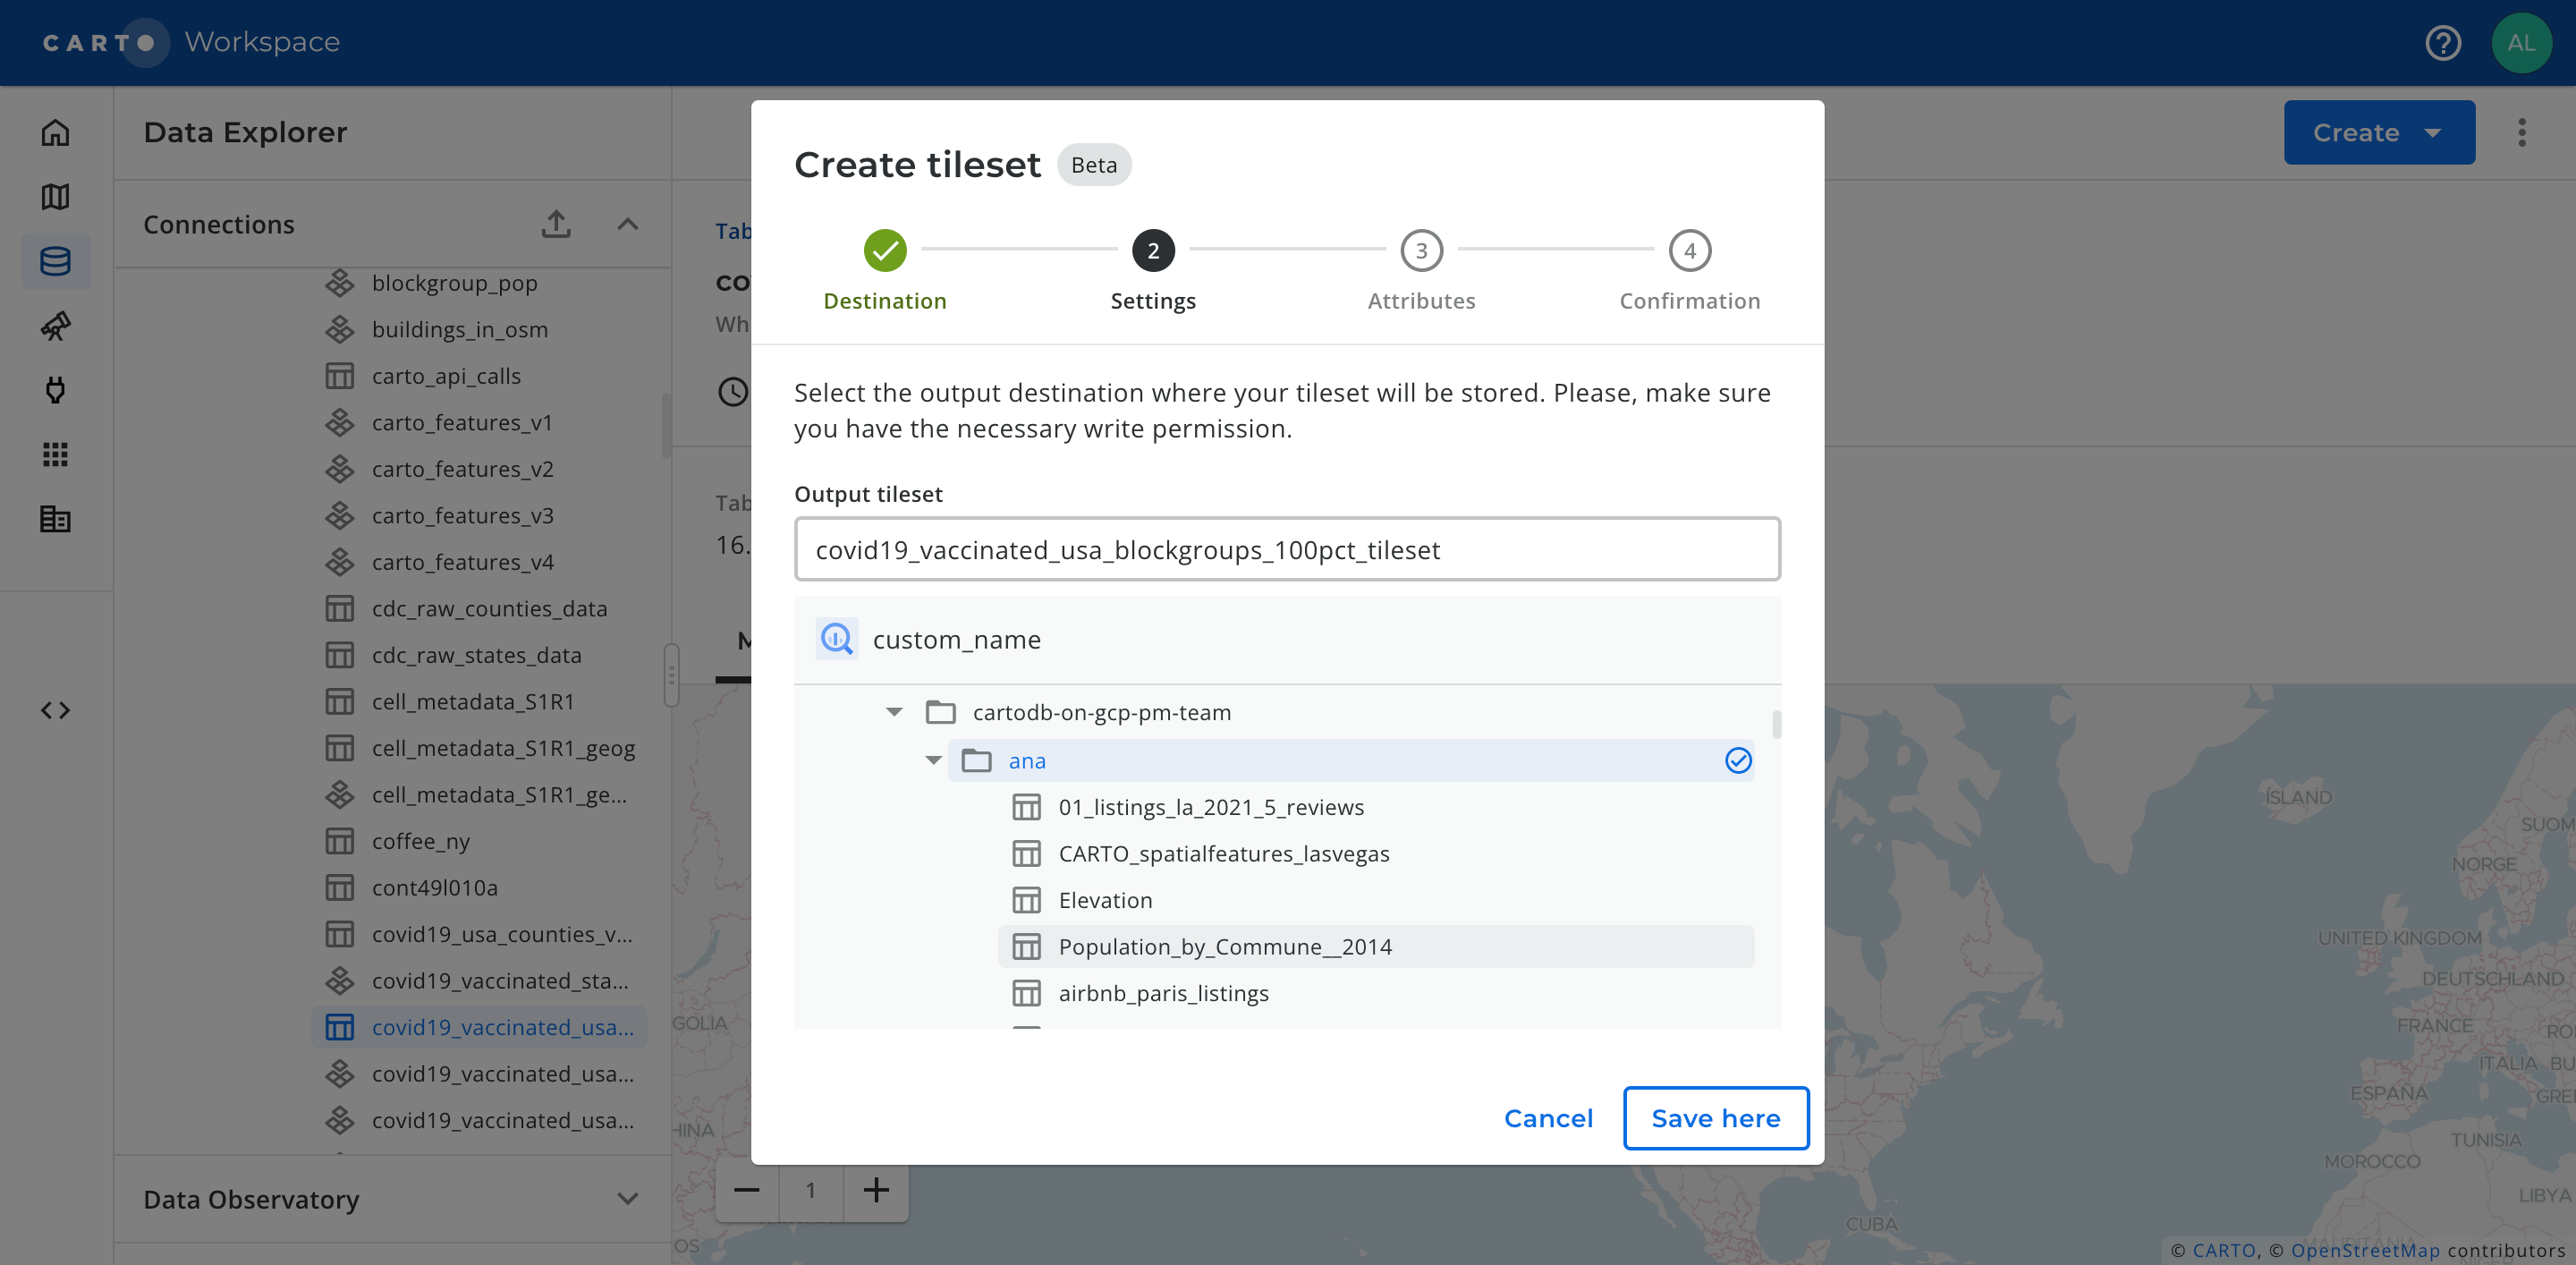 CARTO Workspace
AL
Data Explorer
Create
Connections
blockgroup_pop
buildings_in_osm
carto_api_calls
carto_features_v1
carto_features_v2
carto_features_v3
carto_features_v4
cdc_raw_counties_data
cdc_raw_states_data
cell_metadata_S1R1
cell_metadata_S1R1_geog
cell_metadata_S1R1_ge...
coffee_ny
cont49l010a
covid19_usa_counties_v...
covid19_vaccinated_sta...
covid19_vaccinated_usa...
covid19_vaccinated_usa...
covid19_vaccinated_usa...
Data Observatory
Tab
co
Wh
Tab
16.
M
Create tileset Beta
2 3 4
Destination Settings Attributes Confirmation
Select the output destination where your tileset will be stored. Please, make sure
you have the necessary write permission.
Output tileset
covid19_vaccinated_usa_blockgroups_100pct_tileset
custom_name
cartodb-on-gcp-pm-team
ana
01_listings_la_2021_5_reviews
CARTO_spatialfeatures_lasvegas
Elevation
Population_by_Commune__2014
airbnb_paris_listings
Cancel Save here
1
GOLIA
HINA
OS
ÍSLAND
SUOM
NORGE
UNITED KINGDOM
DEUTSCHLAND
FRANCE
RO
ITALIA
BU
ESPAÑA
GRE
TUNISIA
MOROCCO
LIBYA
CUBA
MAURITANIA
© CARTO, © OpenStreetMap contributors